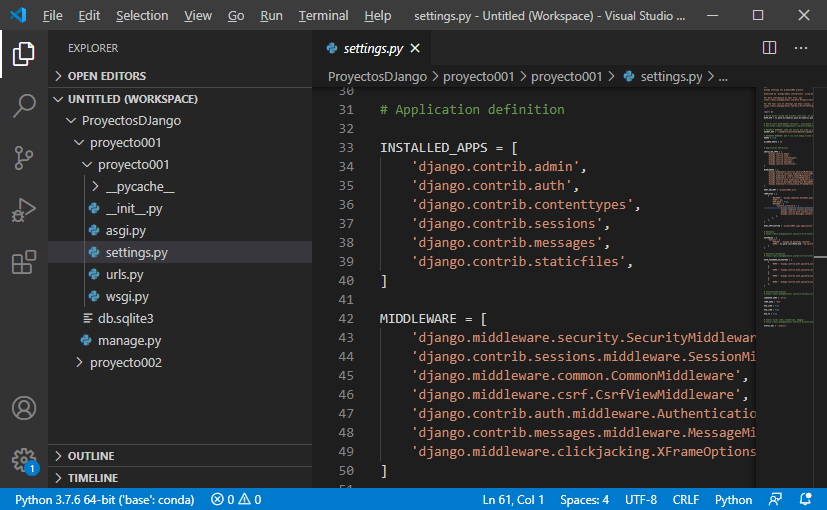 File Edit Selection View Go Run Terminal Help settings.py - Untitled (Workspace) - Visual Studio ...
EXPLORER
OPEN EDITORS
UNTITLED (WORKSPACE)
ProyectosDJango
proyecto001
proyecto001
__pycache__
__init__.py
asgi.py
settings.py
urls.py
wsgi.py
db.sqlite3
manage.py
proyecto002
OUTLINE
TIMELINE
settings.py
ProyectosDJango > proyecto001 > proyecto001 > settings.py > ...
30
31 # Application definition
32
33 INSTALLED_APPS = [
34 'django.contrib.admin',
35 'django.contrib.auth',
36 'django.contrib.contenttypes',
37 'django.contrib.sessions',
38 'django.contrib.messages',
39 'django.contrib.staticfiles',
40 ]
41
42 MIDDLEWARE = [
43 'django.middleware.security.SecurityMiddlewar
44 'django.contrib.sessions.middleware.SessionMi
45 'django.middleware.common.CommonMiddleware',
46 'django.middleware.csrf.CsrfViewMiddleware',
47 'django.contrib.auth.middleware.Authenticatio
48 'django.contrib.messages.middleware.MessageMi
49 'django.middleware.clickjacking.XFrameOptions
50 ]
1
Python 3.7.6 64-bit ('base': conda) 0 0 Ln 61, Col 1 Spaces: 4 UTF-8 CRLF Python